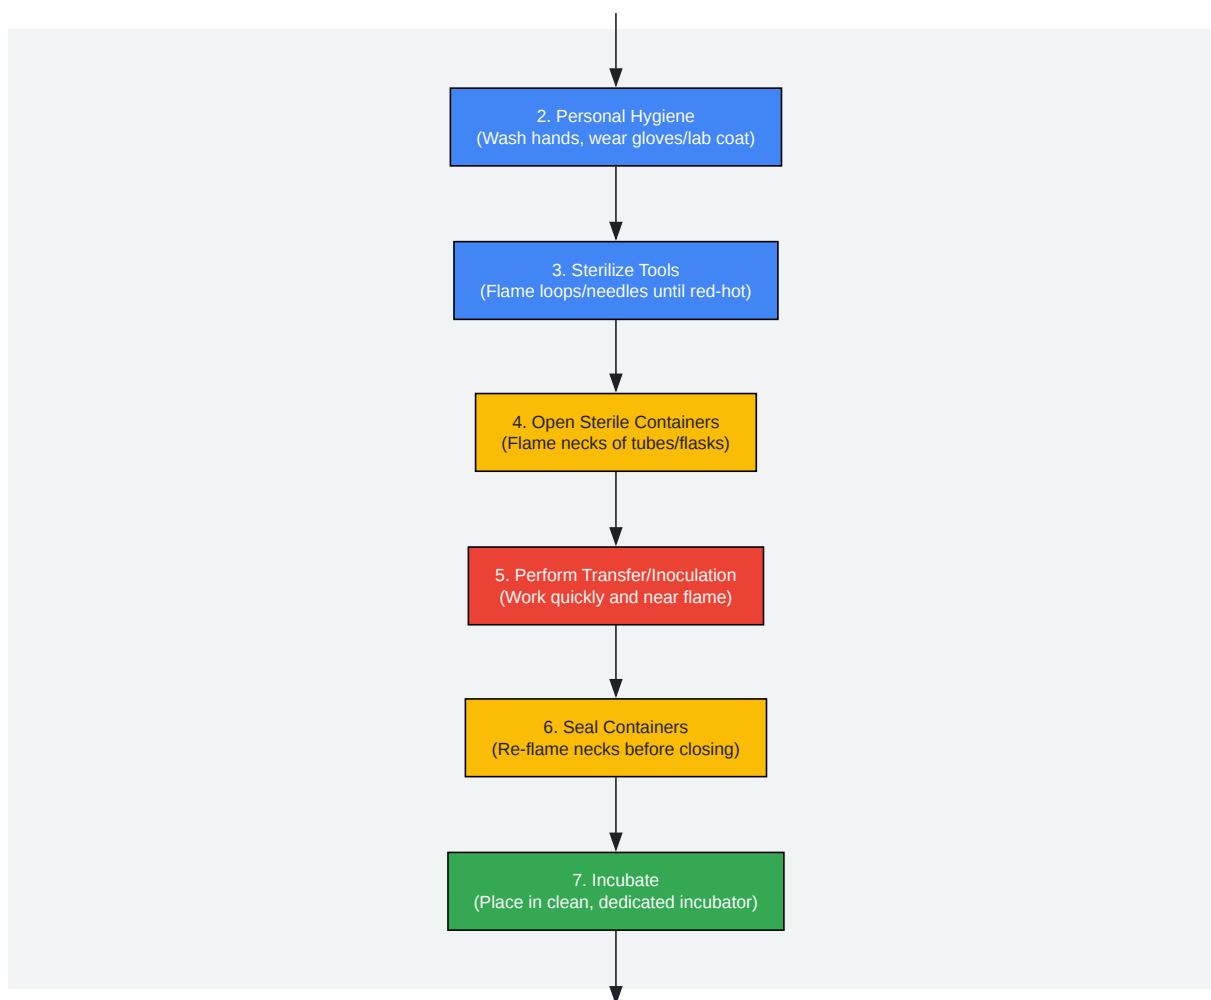 2. Personal Hygiene
(Wash hands, wear gloves/lab coat)
3. Sterilize Tools
(Flame loops/needles until red-hot)
4. Open Sterile Containers
(Flame necks of tubes/flasks)
5. Perform Transfer/Inoculation
(Work quickly and near flame)
6. Seal Containers
(Re-flame necks before closing)
7. Incubate
(Place in clean, dedicated incubator)